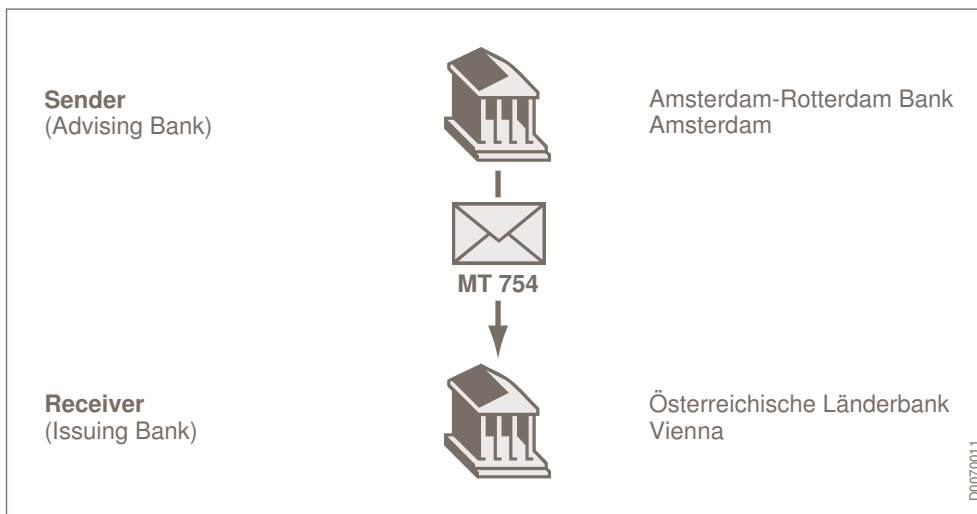 Sender
(Advising Bank)
Amsterdam-Rotterdam Bank
Amsterdam
MT 754
Receiver
(Issuing Bank)
Österreichische Länderbank
Vienna
D0070011